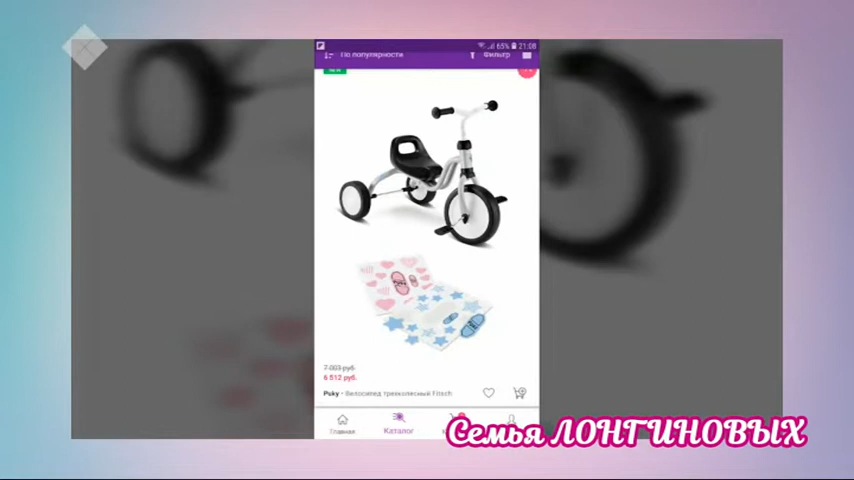 65% 21:08
По популярности
Фильтр
7 003 руб.
6 512 руб.
Puky - Велосипед трехколесный Fitsch
Главная
Каталог
Семья ЛОНГИНОВЫХ